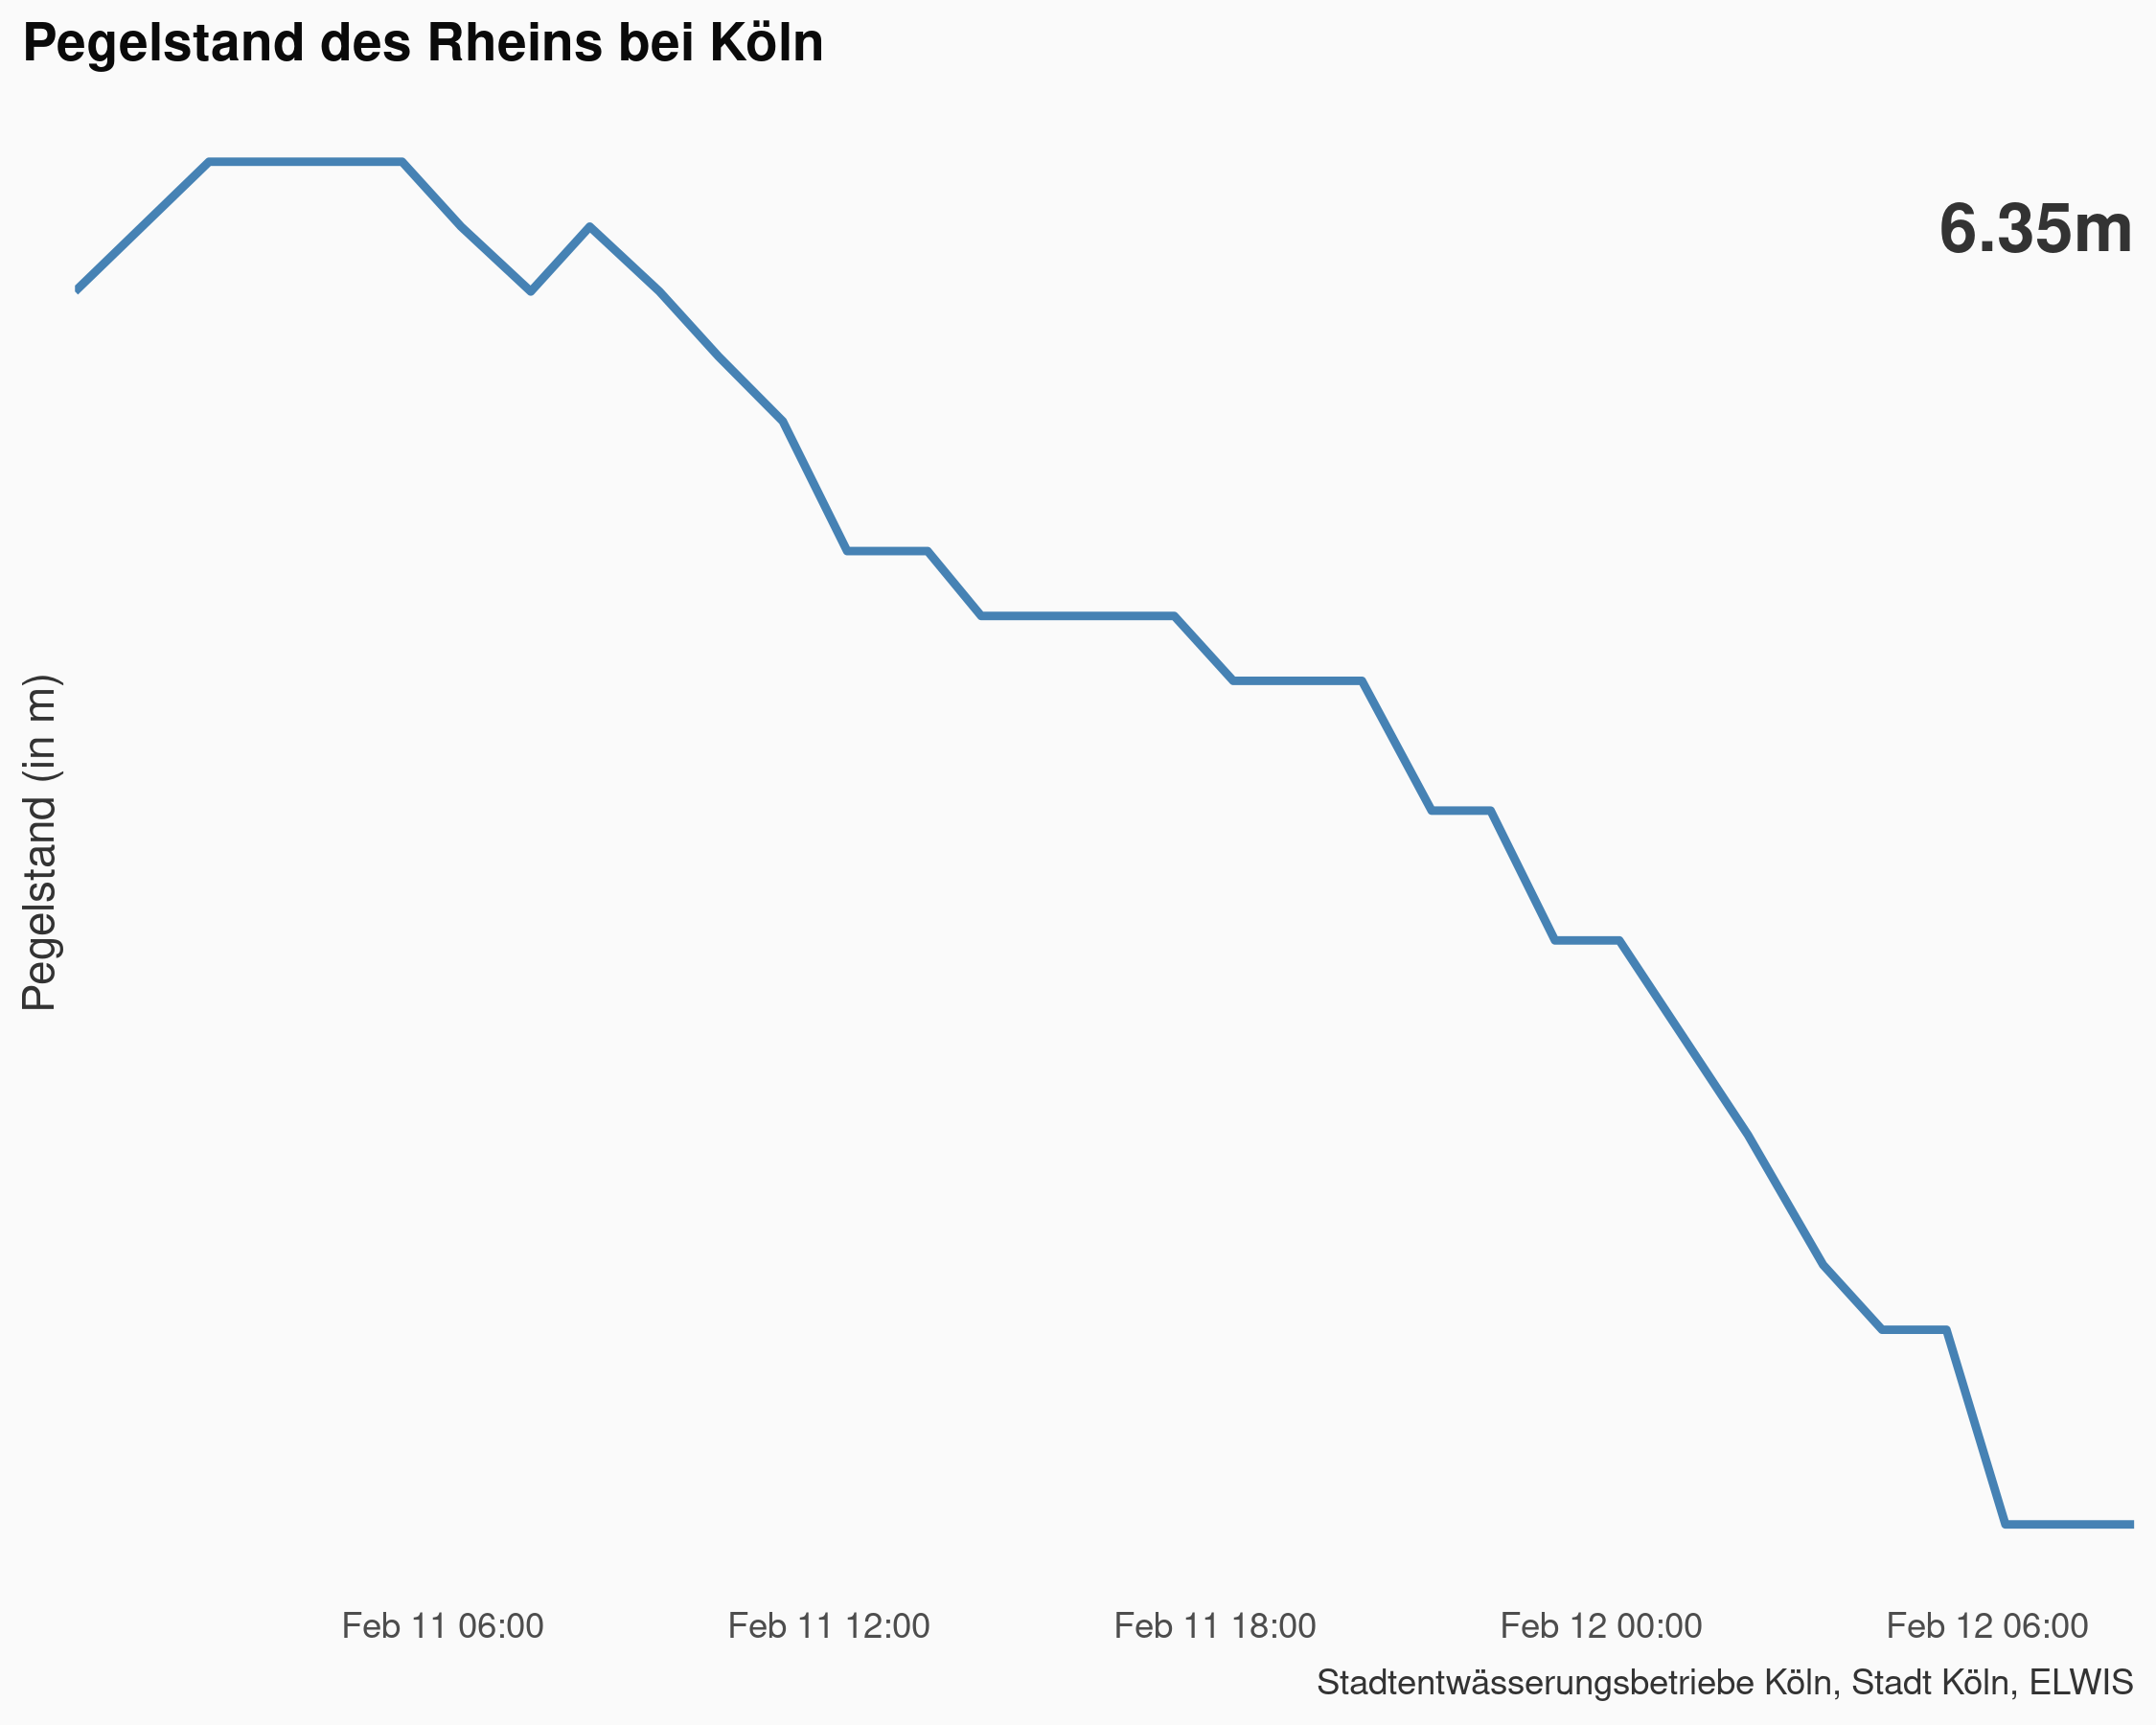 Pegelstand des Rheins bei Köln
6.35m
Pegelstand (in m)
Feb 11 06:00 Feb 11 12:00 Feb 11 18:00 Feb 12 00:00 Feb 12 06:00
Stadtentwässerungsbetriebe Köln, Stadt Köln, ELWIS